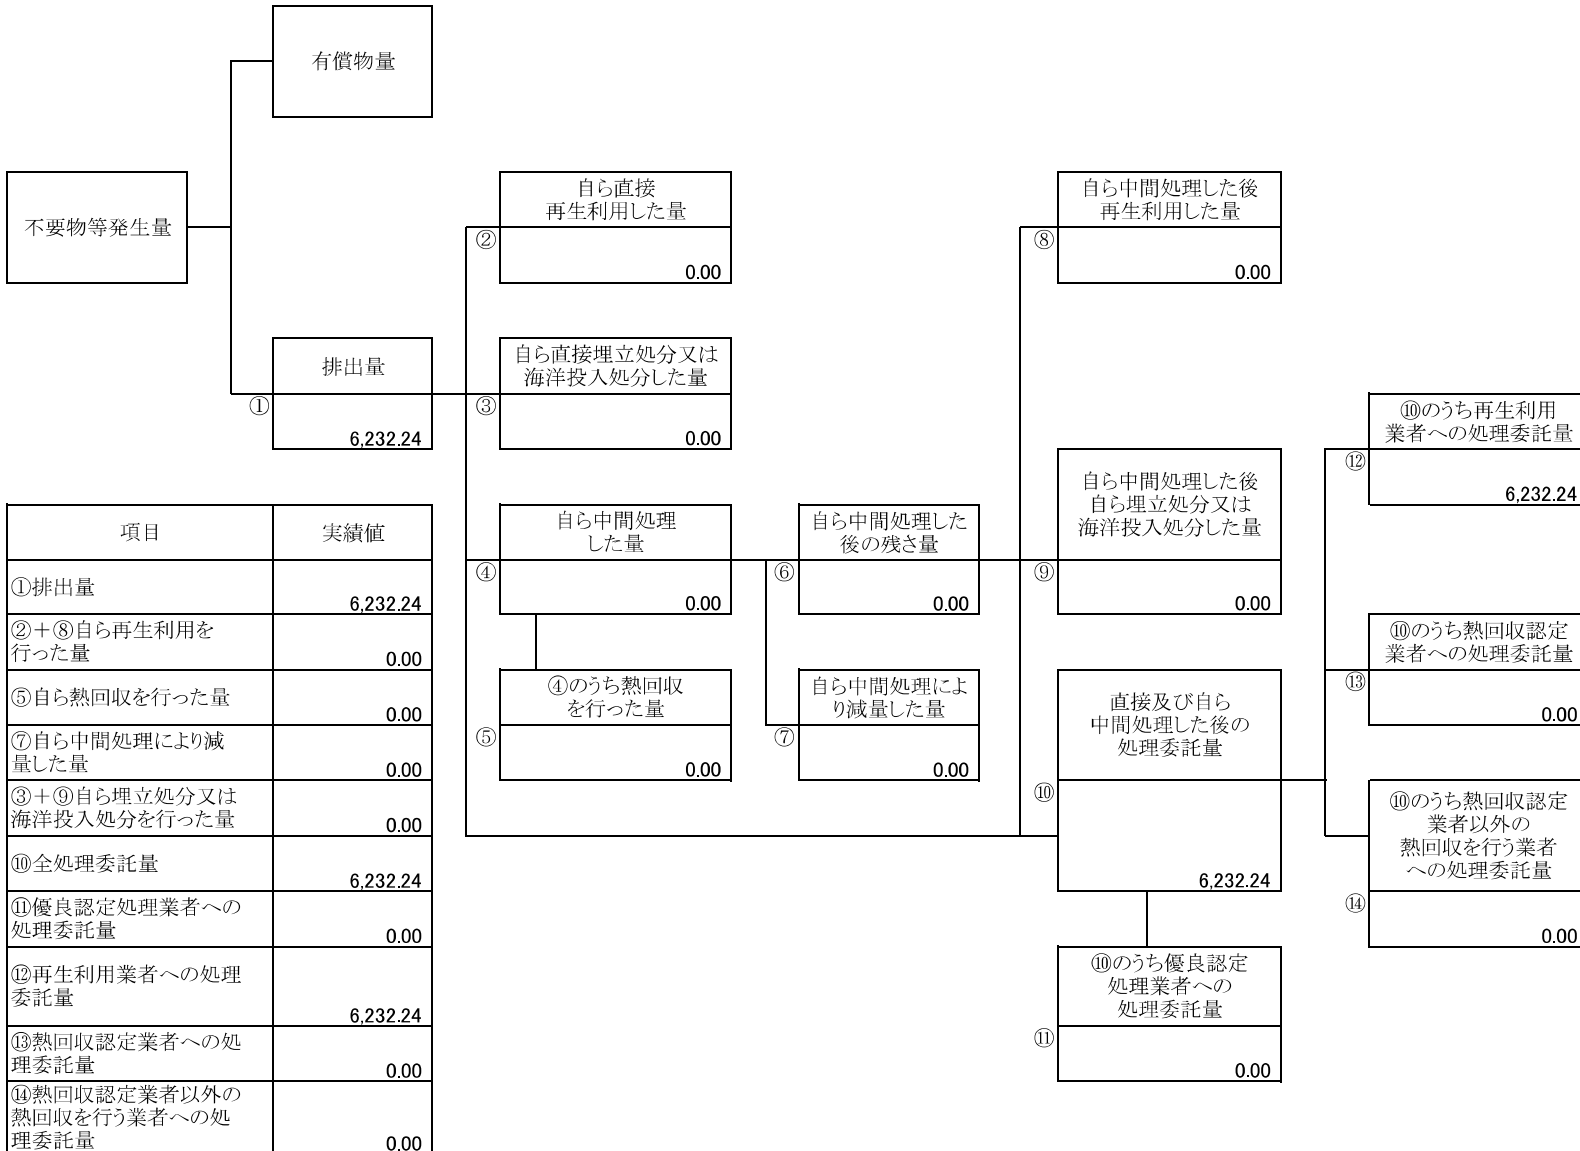 有償物量
不要物等発生量
自ら直接
再生利用した量
②
0.00
自ら中間処理した後
再生利用した量
⑧
0.00
排出量
①
6,232.24
自ら直接埋立処分又は
海洋投入処分した量
③
0.00
⑩のうち再生利用
業者への処理委託量
⑫
6,232.24
自ら中間処理
した量
④
0.00
自ら中間処理した
後の残さ量
⑥
0.00
自ら中間処理した後
自ら埋立処分又は
海洋投入処分した量
⑨
0.00
⑩のうち熱回収認定
業者への処理委託量
⑬
0.00
④のうち熱回収
を行った量
⑤
0.00
自ら中間処理によ
り減量した量
⑦
0.00
直接及び自ら
中間処理した後の
処理委託量
⑩
6,232.24
⑩のうち熱回収認定
業者以外の
熱回収を行う業者
への処理委託量
⑭
0.00
⑩のうち優良認定
処理業者への
処理委託量
⑪
0.00
項目 実績値
①排出量 6,232.24
②＋⑧自ら再生利用を
行った量 0.00
⑤自ら熱回収を行った量 0.00
⑦自ら中間処理により減
量した量 0.00
③＋⑨自ら埋立処分又は
海洋投入処分を行った量 0.00
⑩全処理委託量 6,232.24
⑪優良認定処理業者への
処理委託量 0.00
⑫再生利用業者への処理
委託量 6,232.24
⑬熱回収認定業者への処
理委託量 0.00
⑭熱回収認定業者以外の
熱回収を行う業者への処
理委託量 0.00